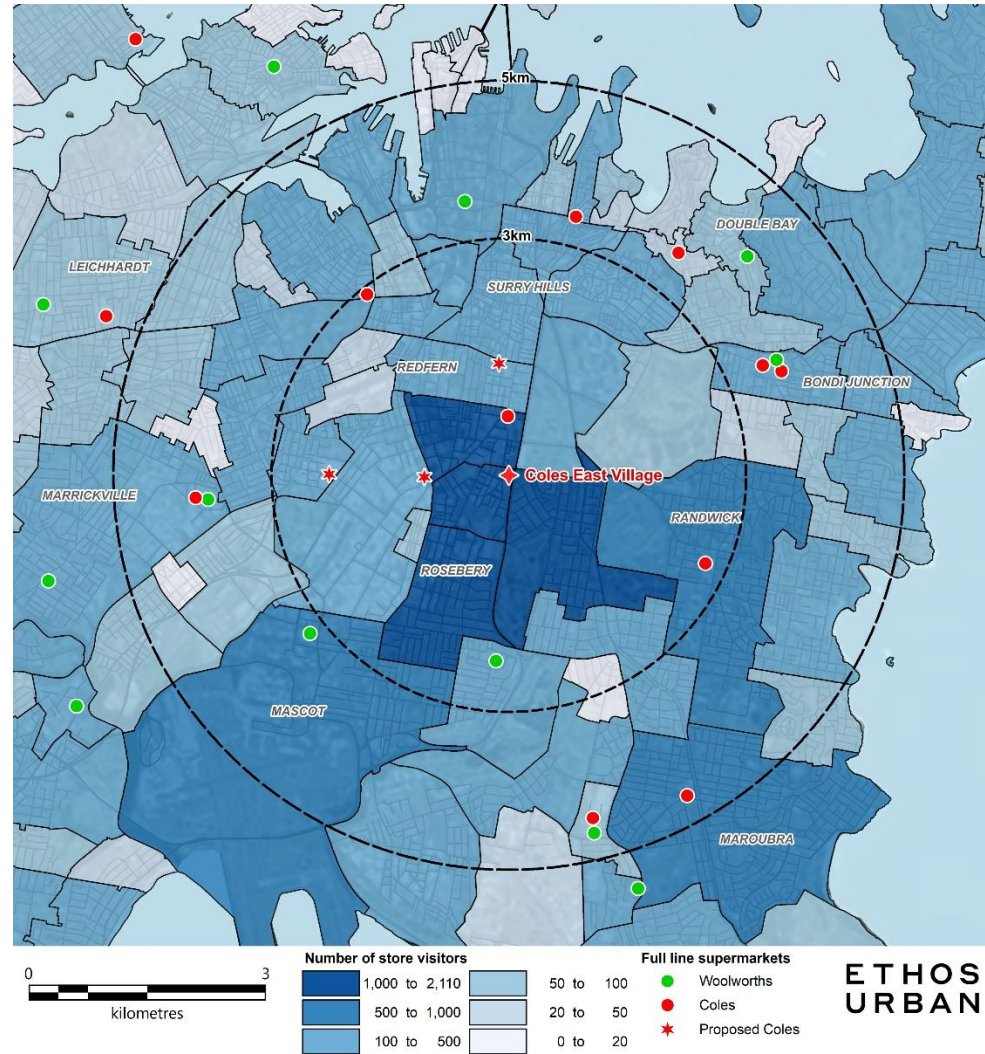 5km
3km
DOUBLE BAY
LEICHHARDT
SURRY HILLS
REDFERN
BONDI JUNCTION
Coles East Village
MARRICKVILLE
RANDWICK
ROSEBERY
MASCOT
MAROUBRA
0 3
kilometres
Number of store visitors
1,000 to 2,110
500 to 1,000
100 to 500
50 to 100
20 to 50
0 to 20
Full line supermarkets
Woolworths
Coles
Proposed Coles
ETHOS
URBAN